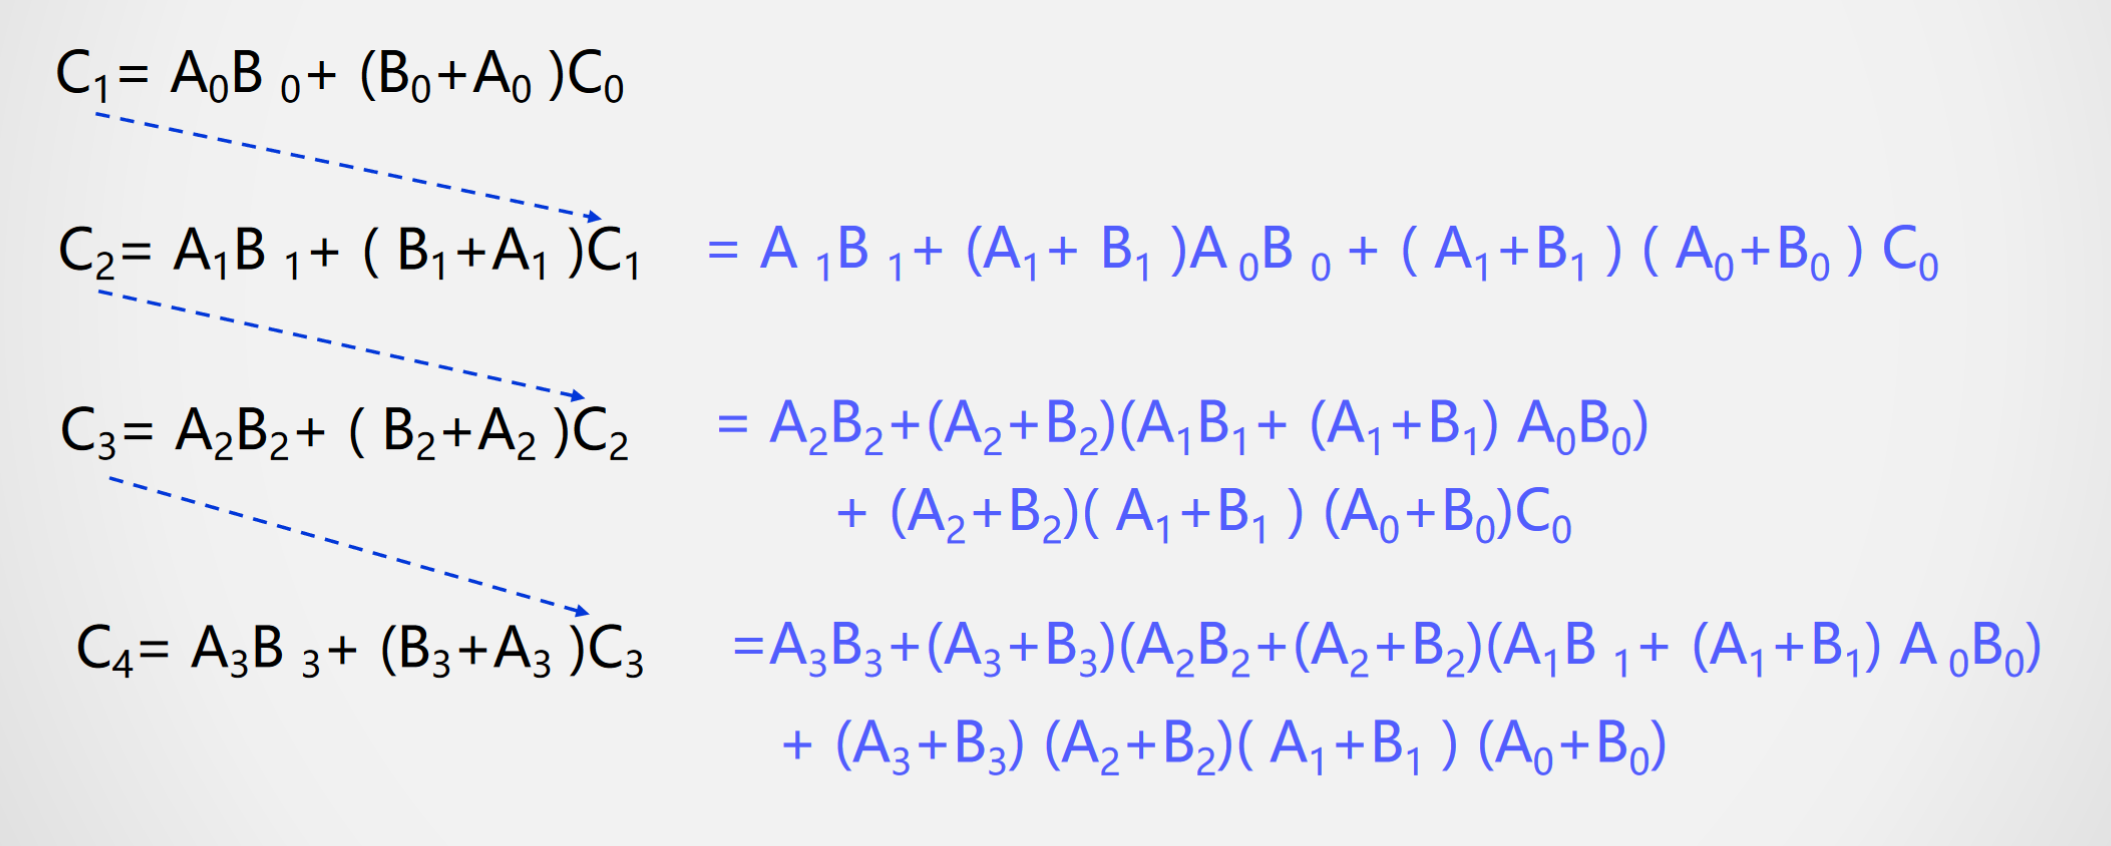 C₁= A₀B ₀+ (B₀+A₀ )C₀
C₂= A₁B ₁+ ( B₁+A₁ )C₁ = A ₁B ₁+ (A₁+ B₁ )A ₀B ₀ + ( A₁+B₁ ) ( A₀+B₀ ) C₀
C₃= A₂B₂+ ( B₂+A₂ )C₂ = A₂B₂+(A₂+B₂)(A₁B₁+ (A₁+B₁) A₀B₀)
+ (A₂+B₂)( A₁+B₁ ) (A₀+B₀)C₀
C₄= A₃B ₃+ (B₃+A₃ )C₃ =A₃B₃+(A₃+B₃)(A₂B₂+(A₂+B₂)(A₁B ₁+ (A₁+B₁) A ₀B₀)
+ (A₃+B₃) (A₂+B₂)( A₁+B₁ ) (A₀+B₀)